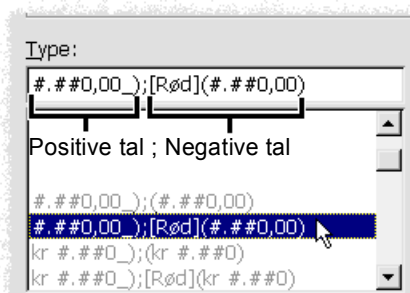 Type:
#.##0,00_);[Rød](#.##0,00)
Positive tal ; Negative tal
#.##0,00_);(#.##0,00)
#.##0,00_);[Rød](#.##0,00)
kr #.##0_);(kr #.##0)
kr #.##0_);[Rød](kr #.##0)